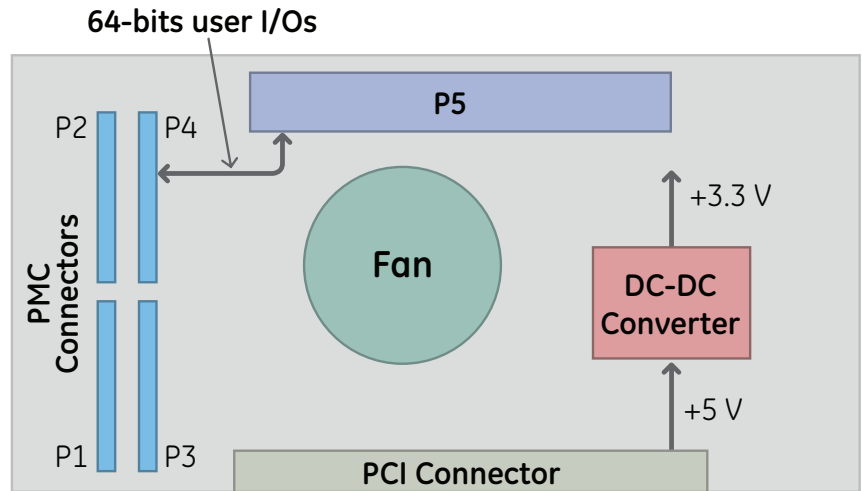 64-bits user I/Os
P5
P2
P4
+3.3 V
PMC
Connectors
Fan
DC-DC
Converter
+5 V
P1
P3
PCI Connector